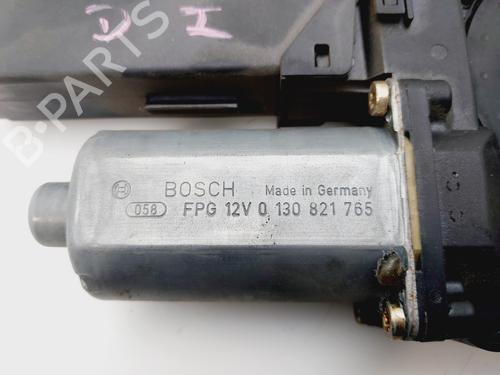 D I
B-PARTS
BOSCH Made in Germany
058 FPG 12V 0 130 821 765